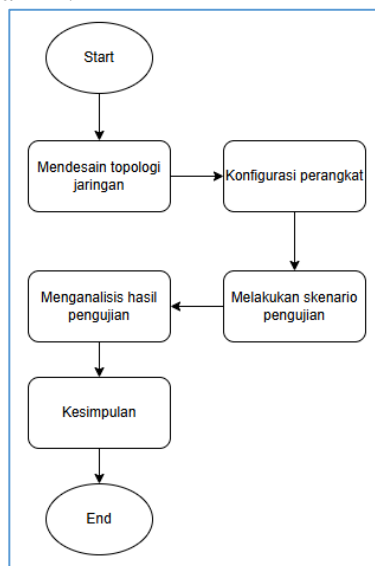 Start
Mendesain topologi
jaringan
Konfigurasi perangkat
Melakukan skenario
pengujian
Menganalisis hasil
pengujian
Kesimpulan
End